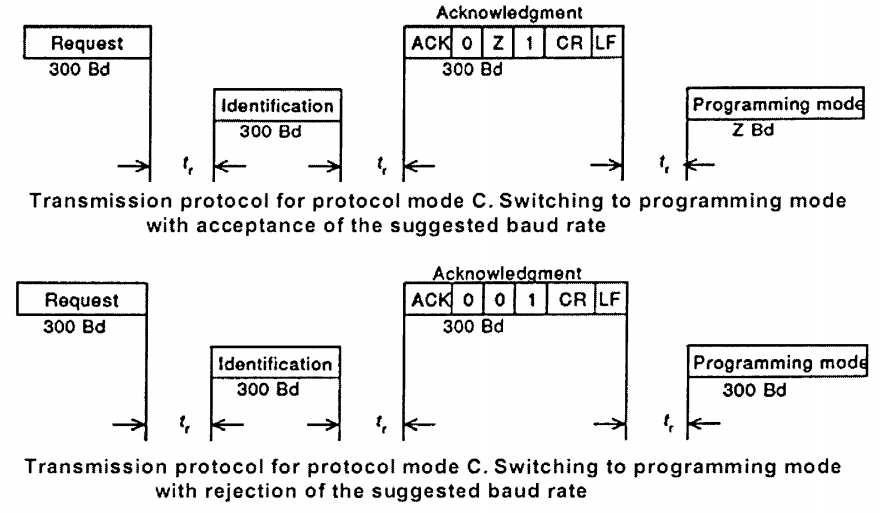 Acknowledgment
Request ACK 0 Z 1 CR LF
300 Bd 300 Bd
Identification Programming mode
300 Bd Z Bd
tr tr tr
Transmission protocol for protocol mode C. Switching to programming mode
with acceptance of the suggested baud rate
Acknowledgment
Request ACK 0 0 1 CR LF
300 Bd 300 Bd
Identification Programming mode
300 Bd 300 Bd
tr tr tr
Transmission protocol for protocol mode C. Switching to programming mode
with rejection of the suggested baud rate